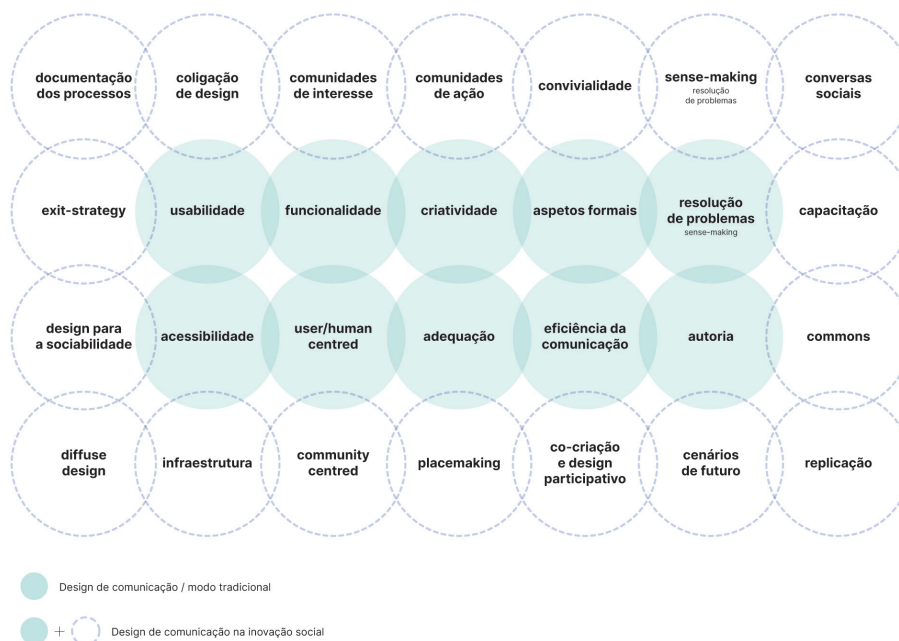 documentação
dos processos
coligação
de design
comunidades
de interesse
comunidades
de ação
convivialidade
sense-making
resolução
de problemas
conversas
sociais
exit-strategy
usabilidade
funcionalidade
criatividade
aspetos formais
resolução
de problemas
sense-making
capacitação
design para
a sociabilidade
acessibilidade
user/human
centred
adequação
eficiência da
comunicação
autoria
commons
diffuse
design
infraestrutura
community
centred
placemaking
co-criação
e design
participativo
cenários
de futuro
replicação
Design de comunicação / modo tradicional
+
Design de comunicação na inovação social